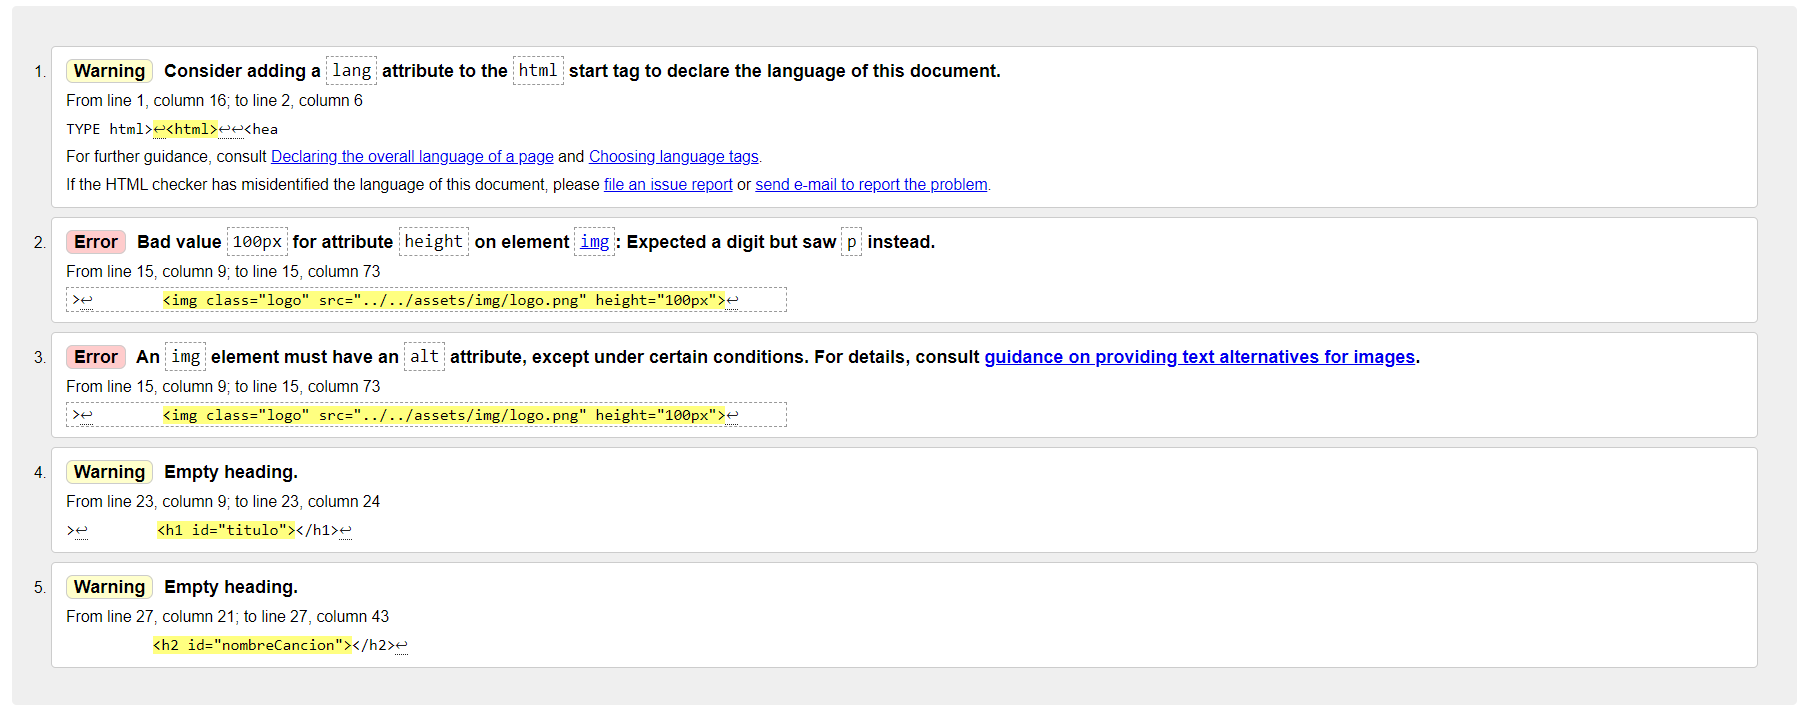 1. Warning Consider adding a lang attribute to the html start tag to declare the language of this document.
From line 1, column 16; to line 2, column 6
TYPE html>↩<html>↩↩<hea
For further guidance, consult Declaring the overall language of a page and Choosing language tags.
If the HTML checker has misidentified the language of this document, please file an issue report or send e-mail to report the problem.
2. Error Bad value 100px for attribute height on element img: Expected a digit but saw p instead.
From line 15, column 9; to line 15, column 73
>↩        <img class="logo" src="../../assets/img/logo.png" height="100px">↩
3. Error An img element must have an alt attribute, except under certain conditions. For details, consult guidance on providing text alternatives for images.
From line 15, column 9; to line 15, column 73
>↩        <img class="logo" src="../../assets/img/logo.png" height="100px">↩
4. Warning Empty heading.
From line 23, column 9; to line 23, column 24
>↩        <h1 id="titulo"></h1>↩
5. Warning Empty heading.
From line 27, column 21; to line 27, column 43
<h2 id="nombreCancion"></h2>↩